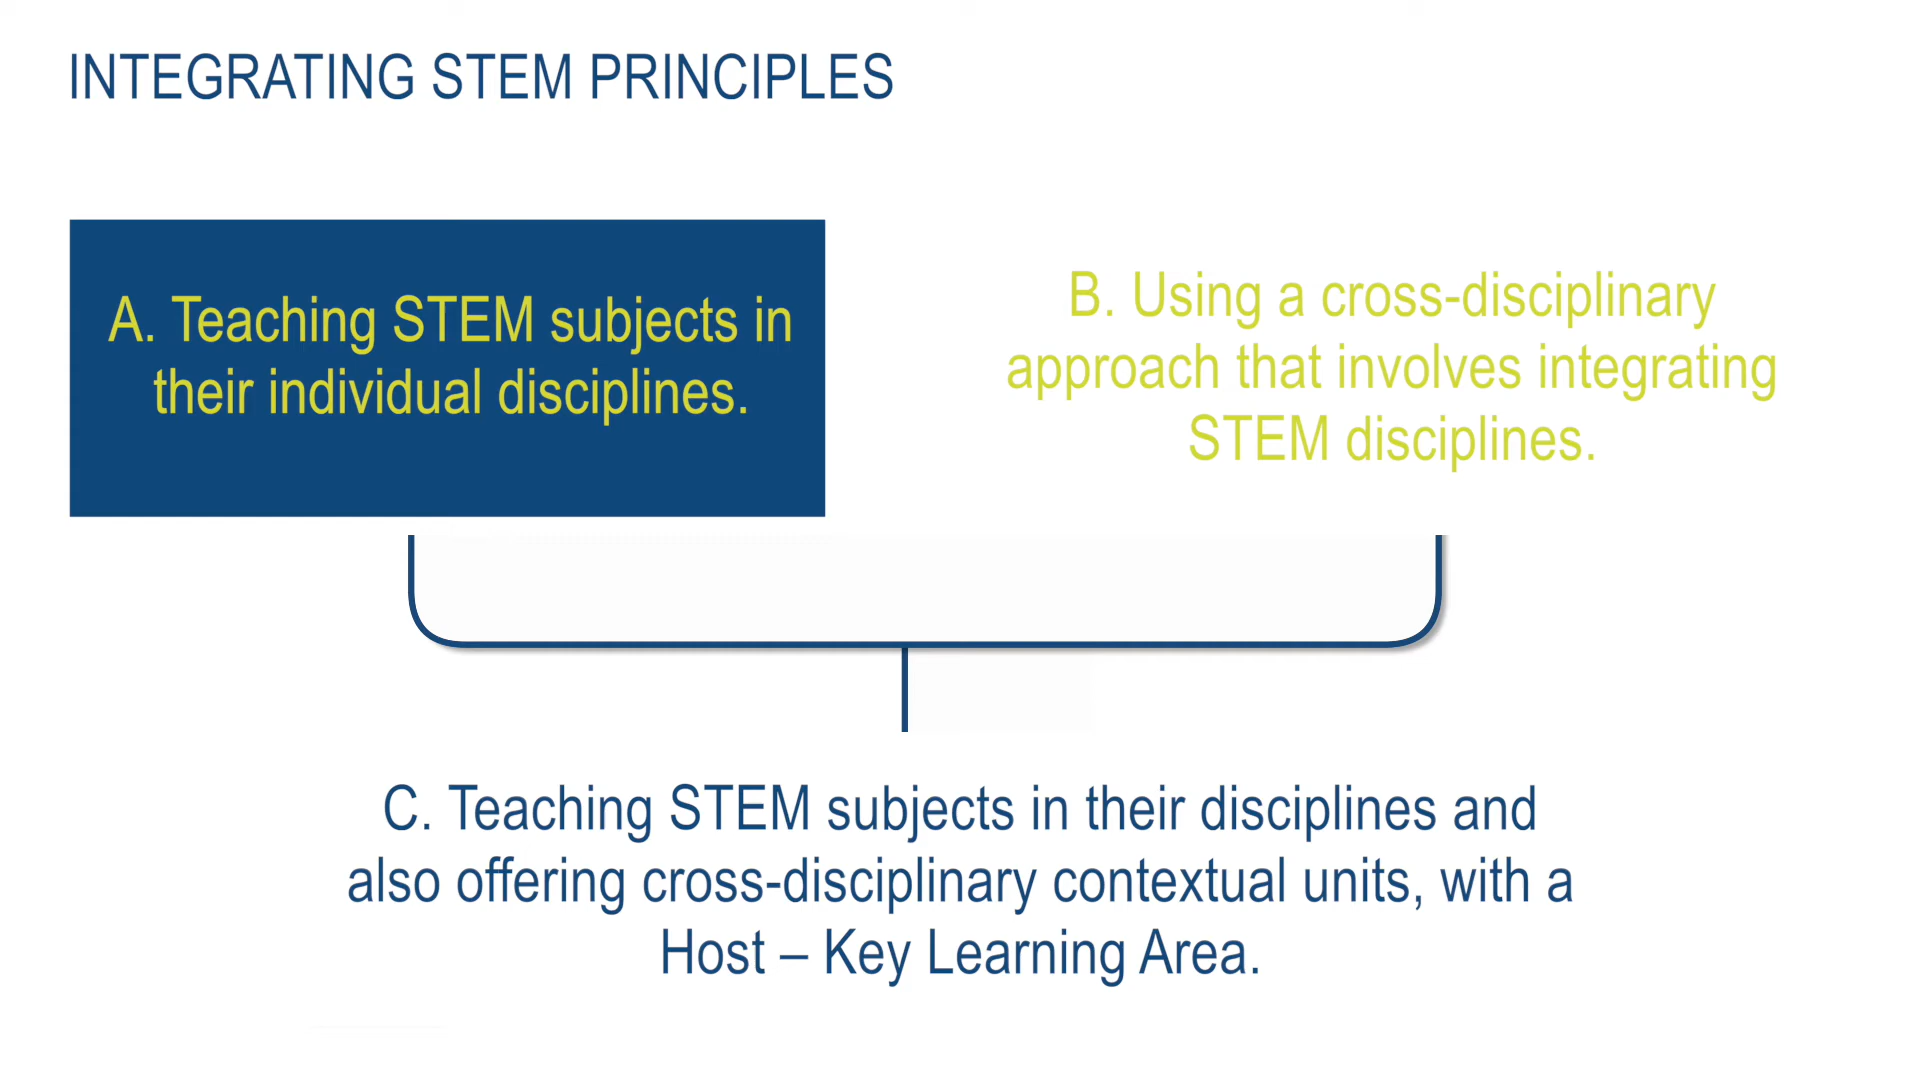 INTEGRATING STEM PRINCIPLES
A. Teaching STEM subjects in
their individual disciplines.
B. Using a cross-disciplinary
approach that involves integrating
STEM disciplines.
C. Teaching STEM subjects in their disciplines and
also offering cross-disciplinary contextual units, with a
Host – Key Learning Area.